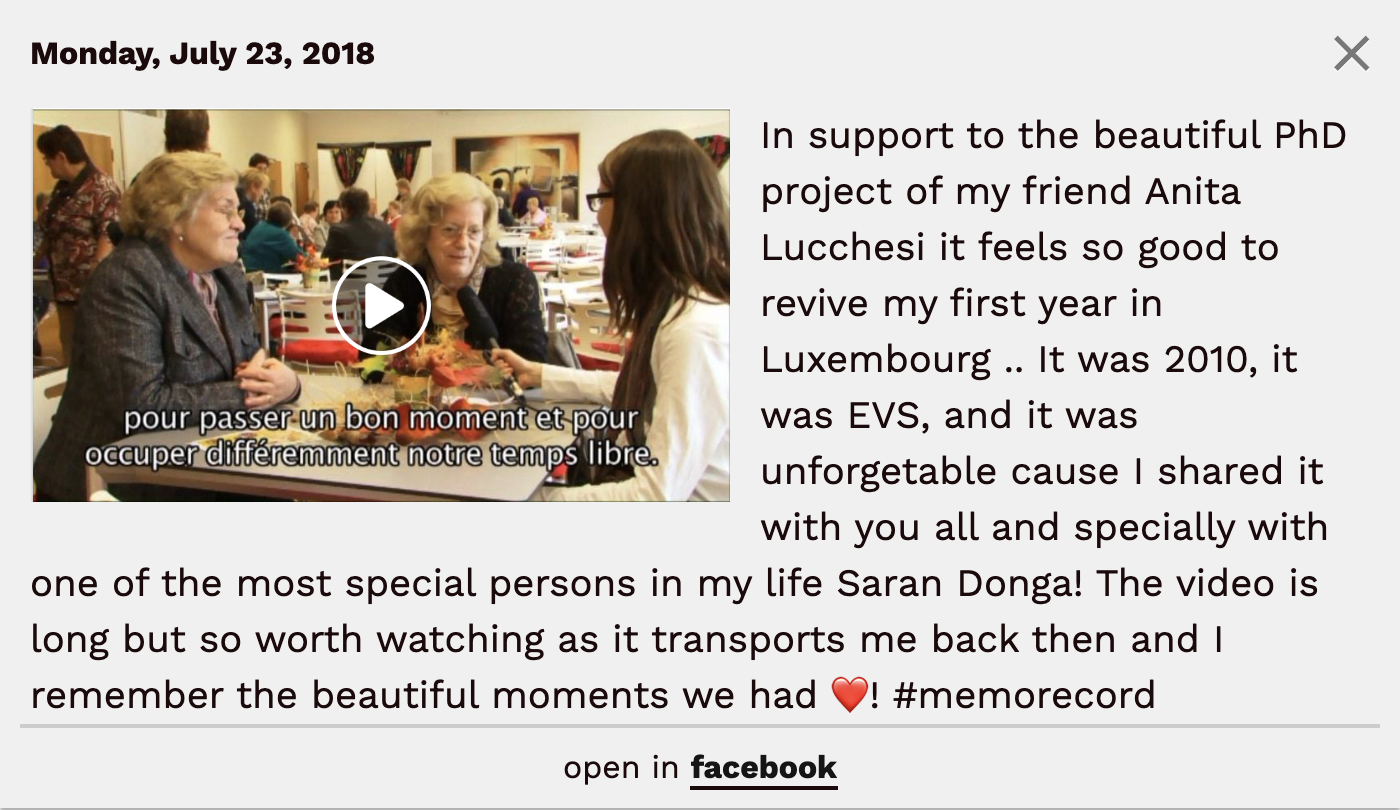 Monday, July 23, 2018
pour passer un bon moment et pour
occuper différemment notre temps libre.
In support to the beautiful PhD
project of my friend Anita
Lucchesi it feels so good to
revive my first year in
Luxembourg .. It was 2010, it
was EVS, and it was
unforgetable cause I shared it
with you all and specially with
one of the most special persons in my life Saran Donga! The video is
long but so worth watching as it transports me back then and I
remember the beautiful moments we had ❤️! #memorecord
open in facebook